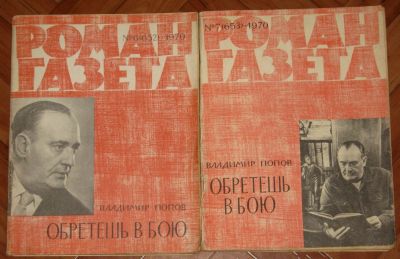 РОМАН
№6(652)-1970
ГАЗЕТА
ВЛАДИМИР ПОПОВ
ОБРЕТЕШЬ В БОЮ
№7(653)-1970
РОМАН
ГАЗЕТА
ВЛАДИМИР ПОПОВ
ОБРЕТЕШЬ
В БОЮ